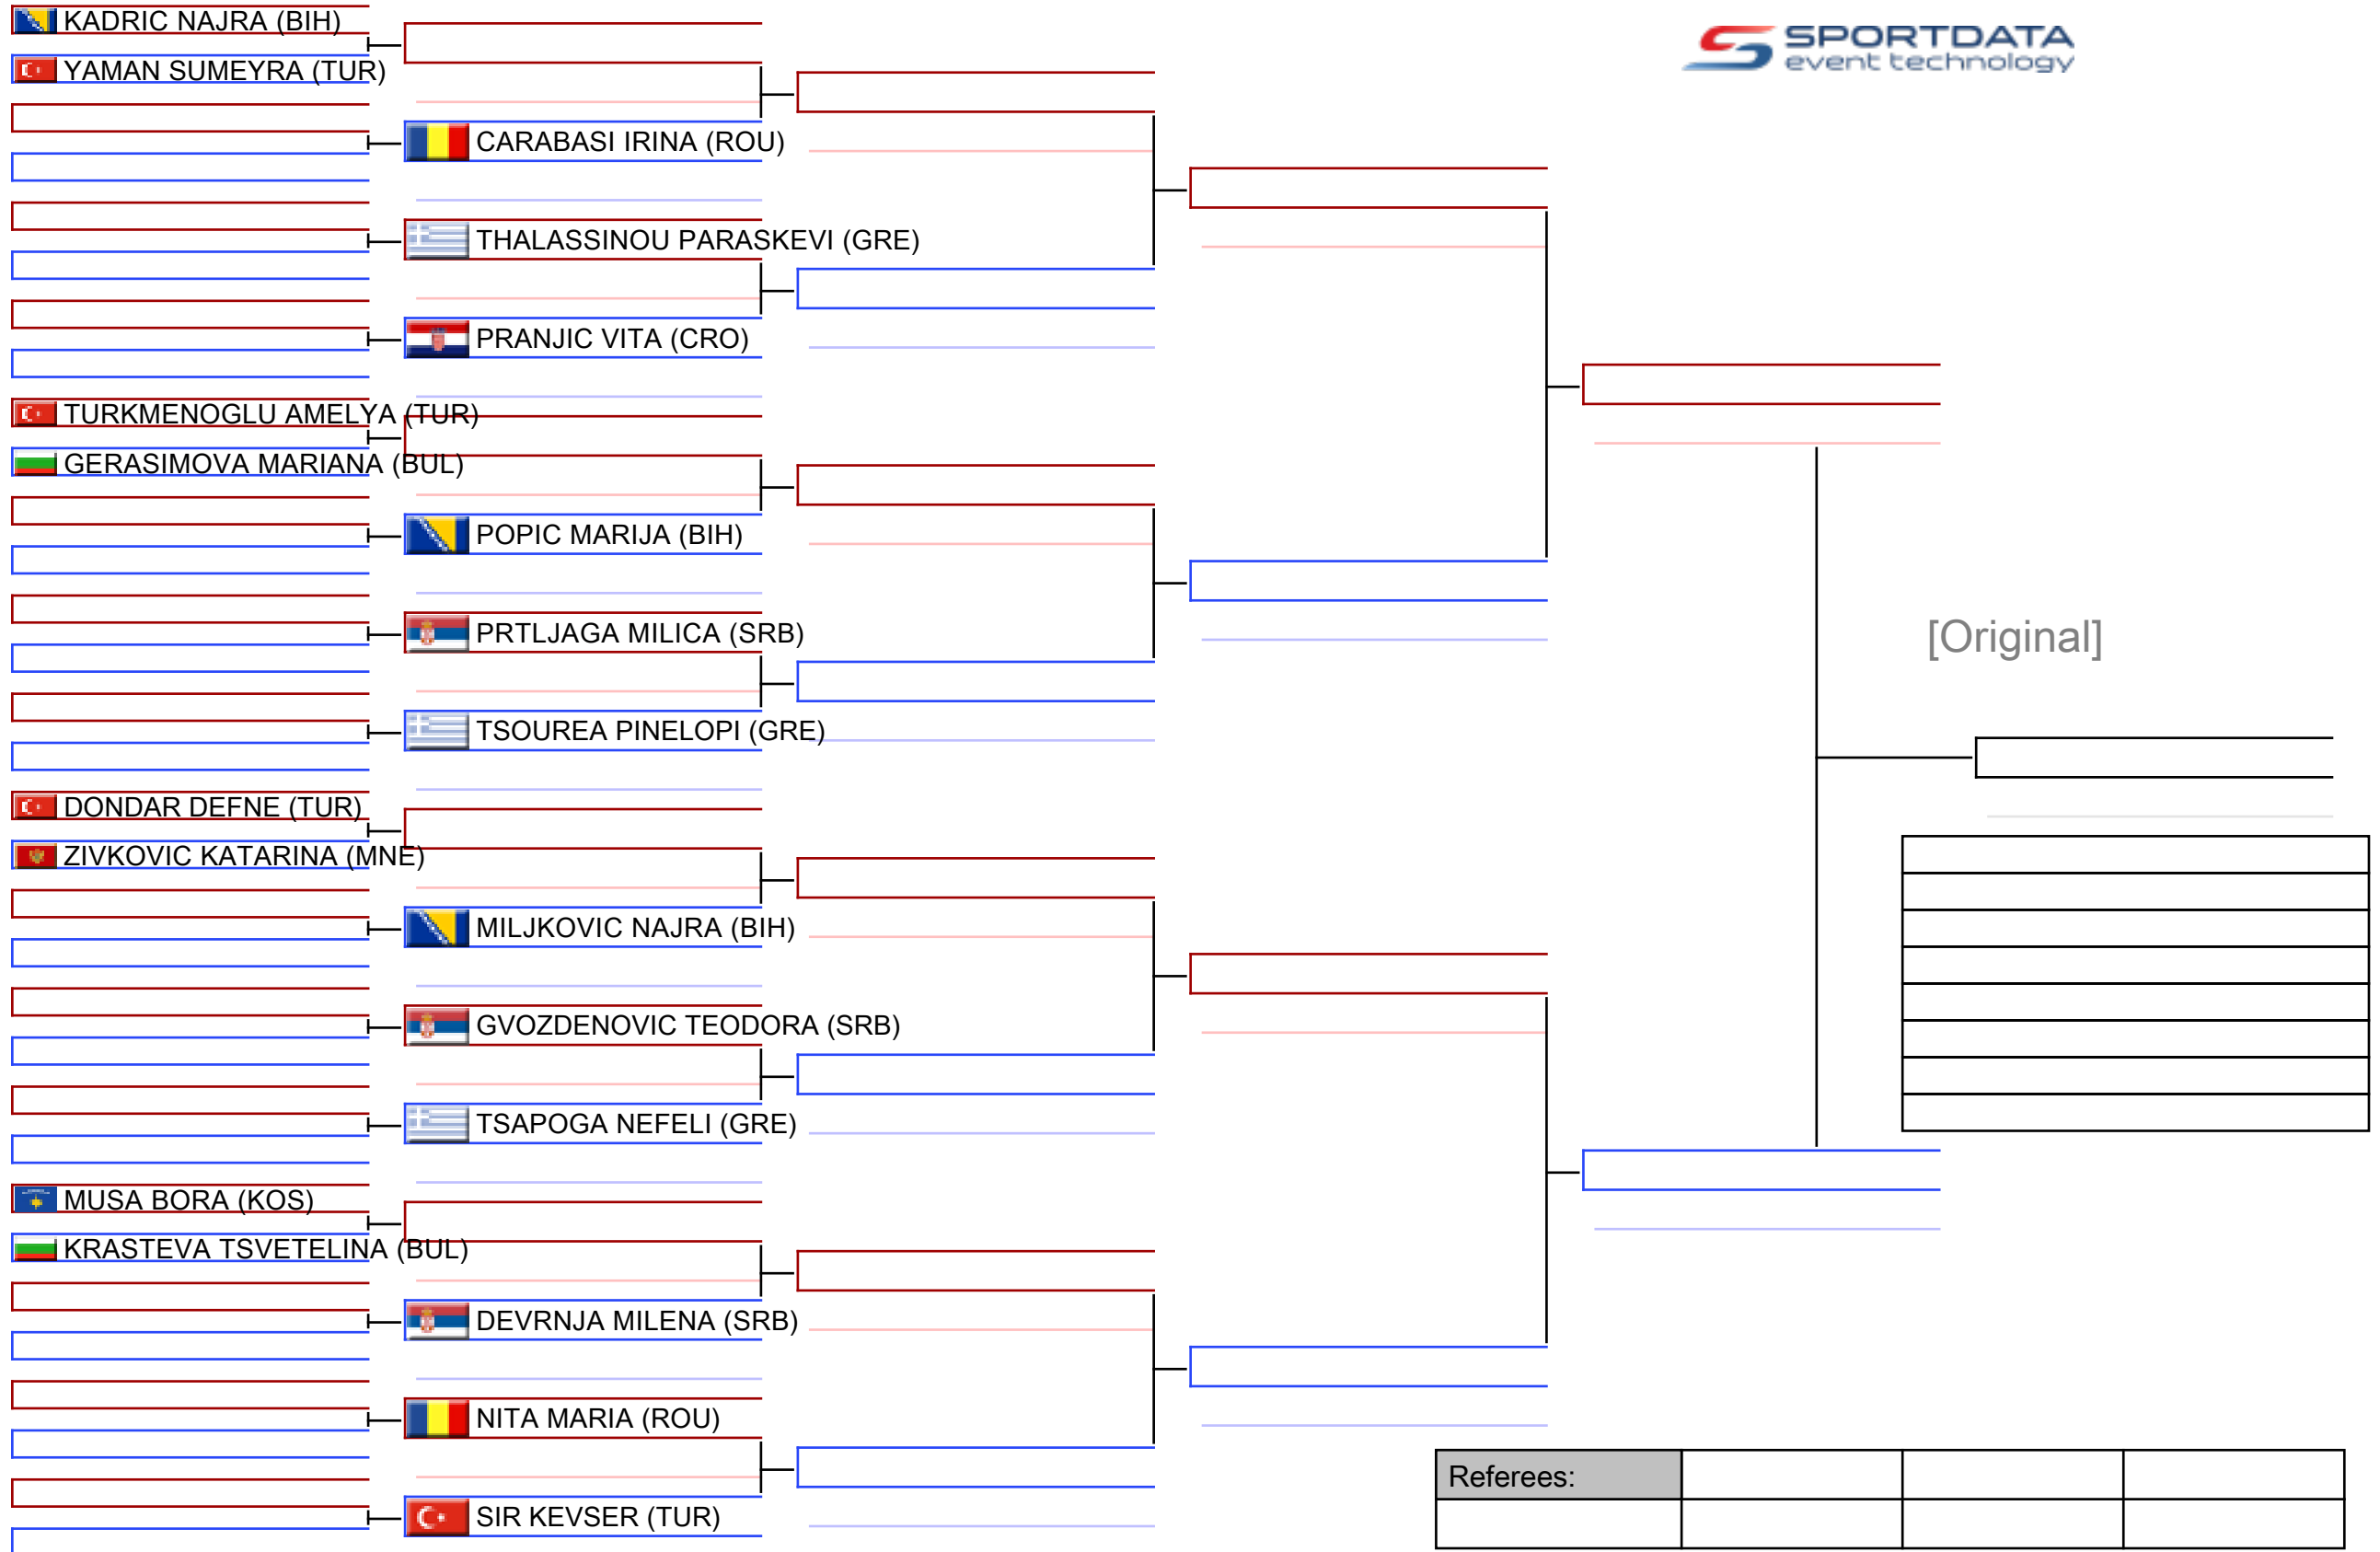 KADRIC NAJRA (BIH)
YAMAN SUMEYRA (TUR)
SPORTDATA
event technology
CARABASI IRINA (ROU)
THALASSINOU PARASKEVI (GRE)
PRANJIC VITA (CRO)
TURKMENOGLU AMELYA (TUR)
GERASIMOVA MARIANA (BUL)
POPIC MARIJA (BIH)
PRTLJAGA MILICA (SRB)
[Original]
TSOUREA PINELOPI (GRE)
DONDAR DEFNE (TUR)
ZIVKOVIC KATARINA (MNE)
MILJKOVIC NAJRA (BIH)
GVOZDENOVIC TEODORA (SRB)
TSAPOGA NEFELI (GRE)
MUSA BORA (KOS)
KRASTEVA TSVETELINA (BUL)
DEVRNJA MILENA (SRB)
NITA MARIA (ROU)
Referees:
SIR KEVSER (TUR)